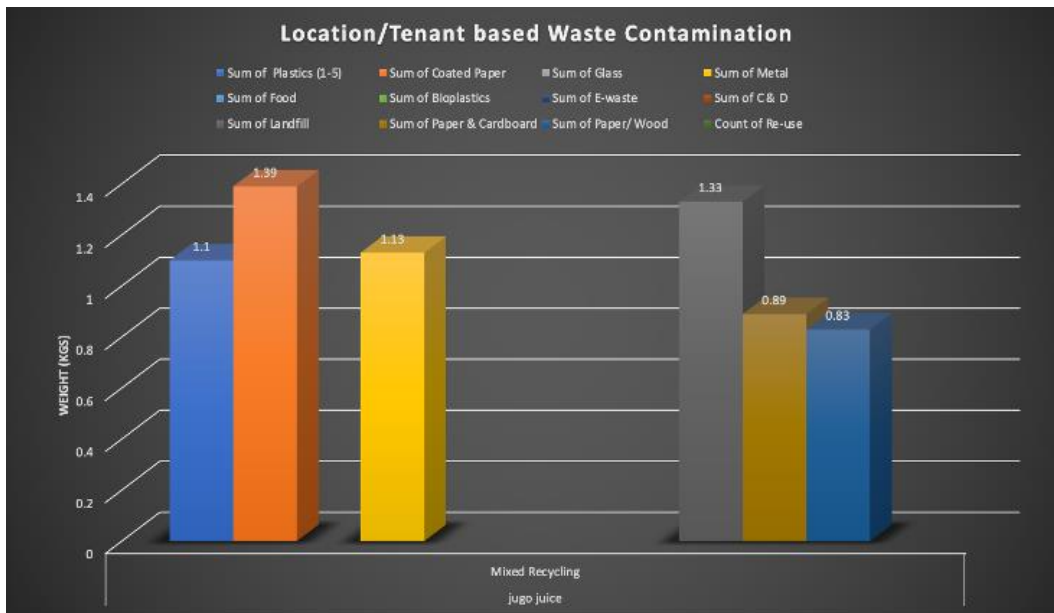 Location/Tenant based Waste Contamination
Sum of Plastics (1-5) Sum of Coated Paper Sum of Glass Sum of Metal
Sum of Food Sum of Bioplastics Sum of E-waste Sum of C & D
Sum of Landfill Sum of Paper & Cardboard Sum of Paper/ Wood Count of Re-use
WEIGHT (KGS)
1.4
1.2
1
0.8
0.6
0.4
0.2
0
1.1
1.39
1.13
1.33
0.89
0.83
Mixed Recycling
jugo juice